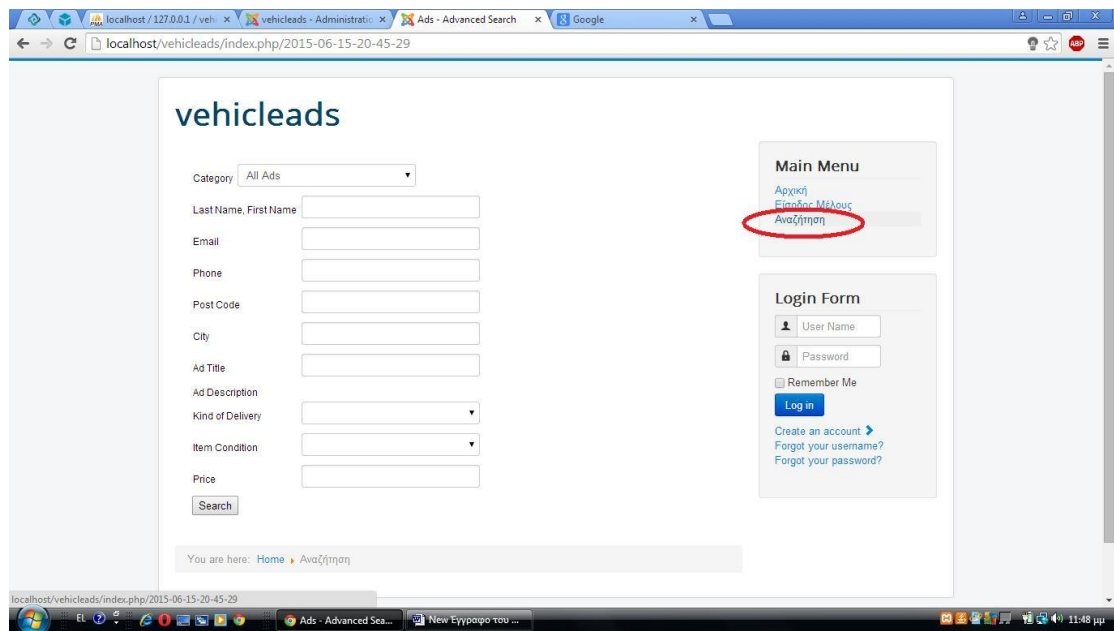 localhost / 127.0.0.1 / vehi
vehicleads - Administratio
Ads - Advanced Search
Google
localhost/vehicleads/index.php/2015-06-15-20-45-29
ABP
vehicleads
Category All Ads
Last Name, First Name
Email
Phone
Post Code
City
Ad Title
Ad Description
Kind of Delivery
Item Condition
Price
Search
You are here: Home Αναζήτηση
Main Menu
Αρχική
Είσοδος Μέλους
Αναζήτηση
Login Form
User Name
Password
Remember Me
Log in
Create an account
Forgot your username?
Forgot your password?
localhost/vehicleads/index.php/2015-06-15-20-45-29
EL
Ads - Advanced Sea...
New Έγγραφο του ...
11:48 μμ